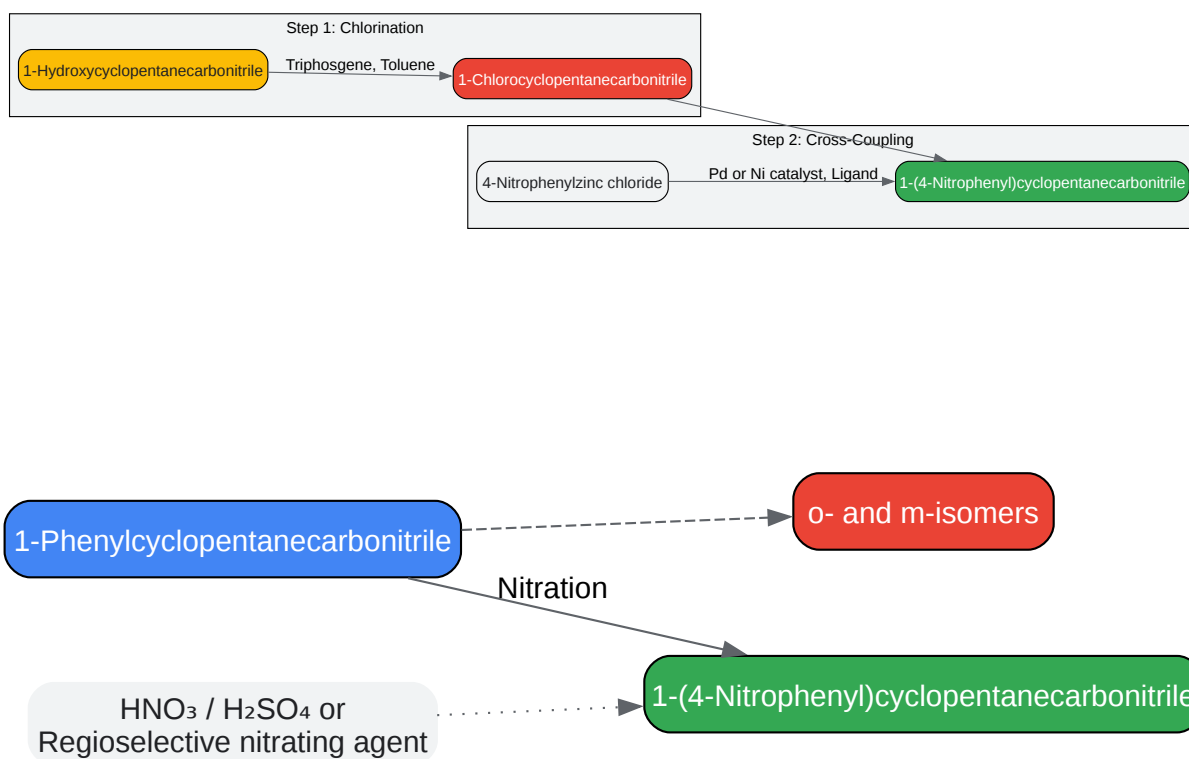 Step 1: Chlorination
1-Hydroxycyclopentanecarbonitrile
Triphosgene, Toluene
1-Chlorocyclopentanecarbonitrile
Step 2: Cross-Coupling
4-Nitrophenylzinc chloride
Pd or Ni catalyst, Ligand
1-(4-Nitrophenyl)cyclopentanecarbonitrile
o- and m-isomers
1-Phenylcyclopentanecarbonitrile
Nitration
1-(4-Nitrophenyl)cyclopentanecarbonitrile
HNO₃ / H₂SO₄ or
Regioselective nitrating agent